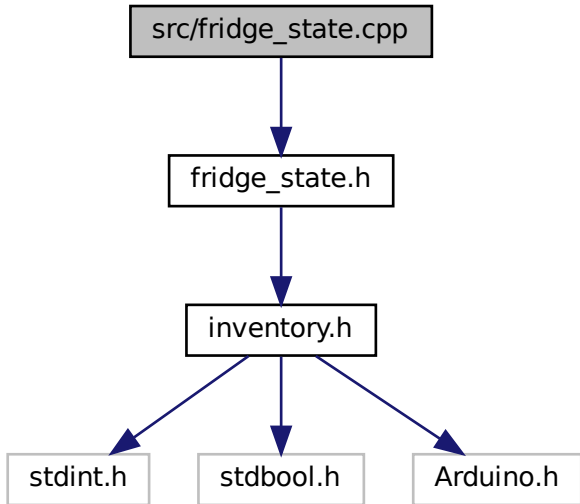 src/fridge_state.cpp
fridge_state.h
inventory.h
stdint.h
stdbool.h
Arduino.h